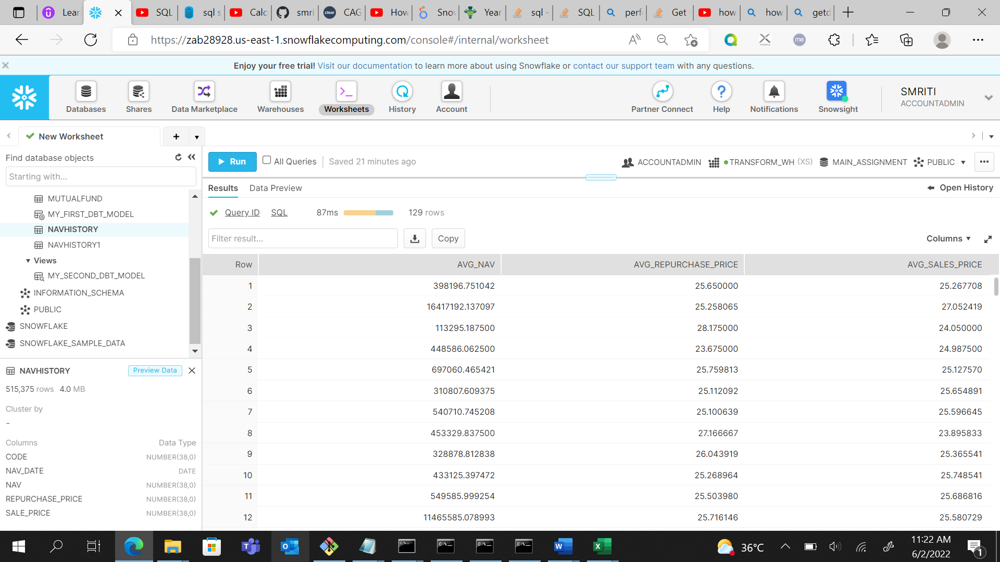 Lear
SQL
sql s
Calc
smri
clear CAG
How
Snov
Year
sql -
SQL
perf
Get
how
how
getd
https://zab28928.us-east-1.snowflakecomputing.com/console#/internal/worksheet
me
Enjoy your free trial! Visit our documentation to learn more about using Snowflake or contact our support team with any questions.
Databases
Shares
Data Marketplace
Warehouses
Worksheets
History
Account
Partner Connect
Help
Notifications
Snowsight
SMRITI
ACCOUNTADMIN
New Worksheet
Find database objects
Starting with...
Run
All Queries
Saved 21 minutes ago
ACCOUNTADMIN
TRANSFORM_WH (XS)
MAIN_ASSIGNMENT
PUBLIC
MUTUALFUND
MY_FIRST_DBT_MODEL
NAVHISTORY
NAVHISTORY1
Views
MY_SECOND_DBT_MODEL
INFORMATION_SCHEMA
PUBLIC
SNOWFLAKE
SNOWFLAKE_SAMPLE_DATA
NAVHISTORY Preview Data
515,375 rows 4.0 MB
Cluster by
-
Columns Data Type
CODE NUMBER(38,0)
NAV_DATE DATE
NAV NUMBER(38,0)
REPURCHASE_PRICE NUMBER(38,0)
SALE_PRICE NUMBER(38,0)
Results Data Preview
Open History
Query ID SQL 87ms 129 rows
Filter result...
Copy
Columns
Row AVG_NAV AVG_REPURCHASE_PRICE AVG_SALES_PRICE
1 398196.751042 25.650000 25.267708
2 16417192.137097 25.258065 27.052419
3 113295.187500 28.175000 24.050000
4 448586.062500 23.675000 24.987500
5 697060.465421 25.759813 25.127570
6 310807.609375 25.112092 25.654891
7 540710.745208 25.100639 25.596645
8 453329.837500 27.166667 23.895833
9 328878.812838 26.043919 25.365541
10 433125.397472 25.268964 25.748541
11 549585.999254 25.503980 25.686816
12 11465585.078993 25.716146 25.580729
36°C
11:22 AM
6/2/2022
1